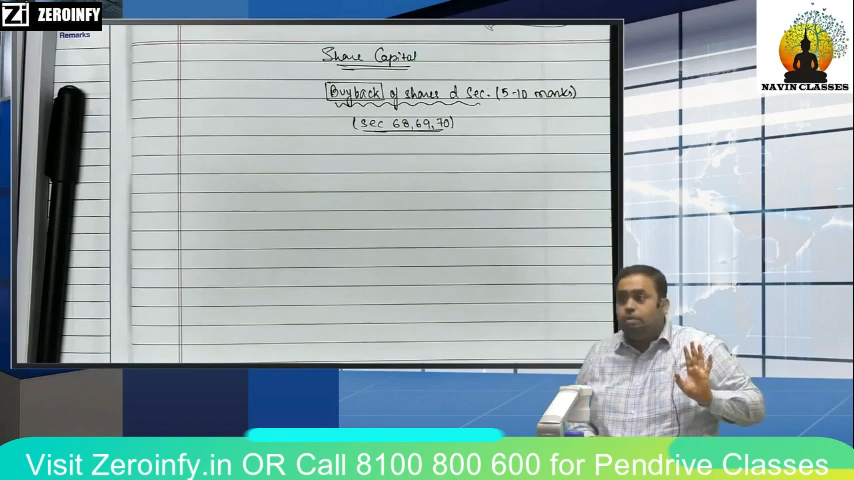 Zi ZEROINFY
Remarks
Share Capital
Buyback of shares & Sec. (5-10 marks)
(Sec 68,69,70)
NAVIN CLASSES
Visit Zeroinfy.in OR Call 8100 800 600 for Pendrive Classes